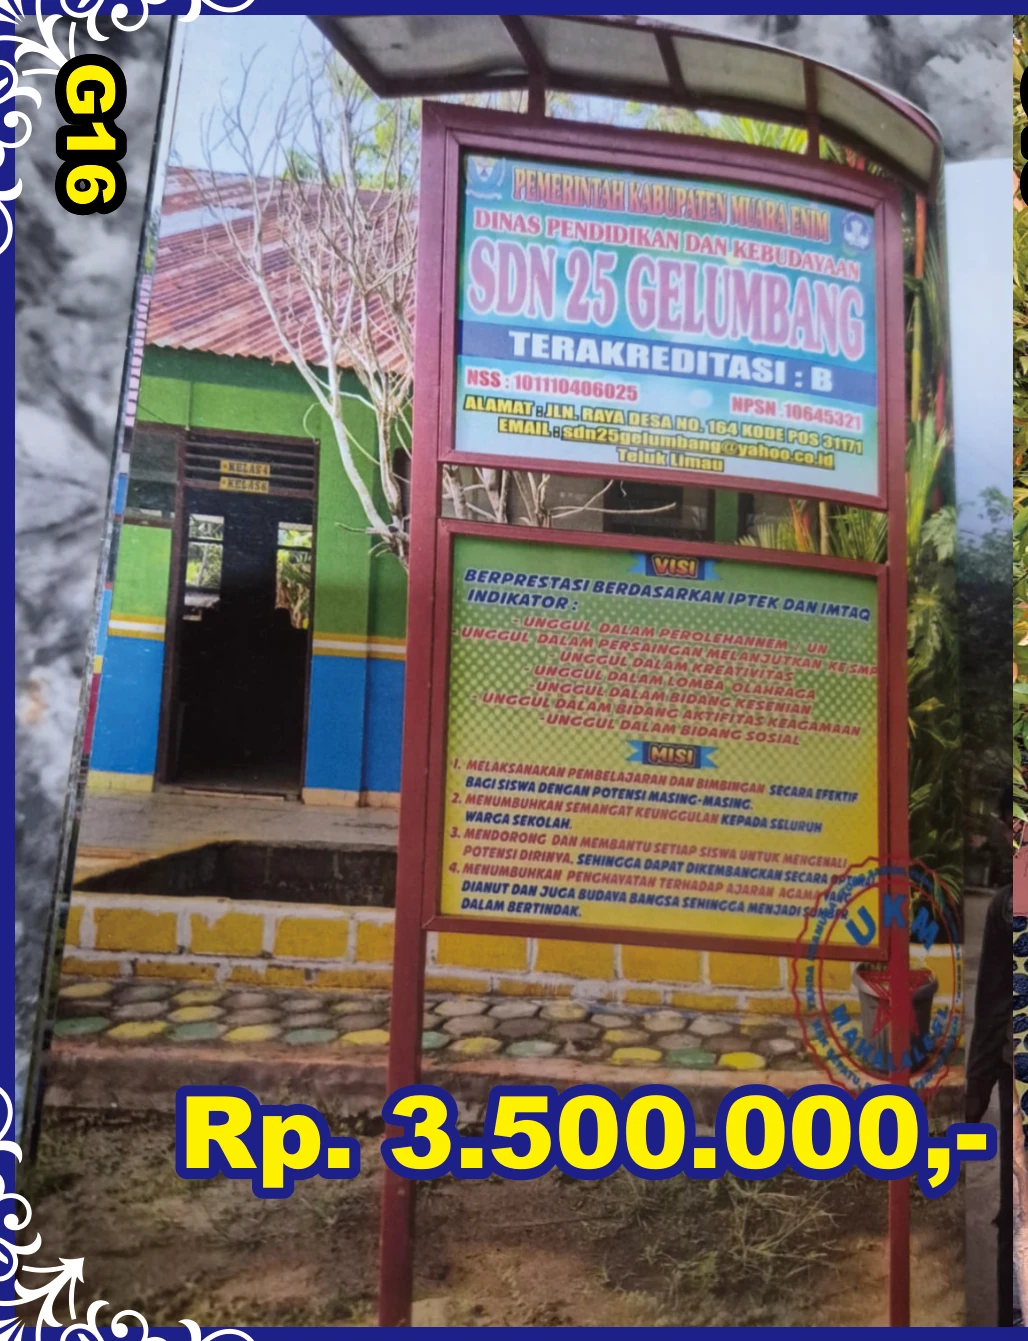 G16
PEMERINTAH KABUPATEN MUARA ENIM
DINAS PENDIDIKAN DAN KEBUDAYAAN
SDN 25 GELUMBANG
TERAKREDITASI : B
NSS : 101110406025
NPSN .10645321
ALAMAT : JLN. RAYA DESA NO. 164 KODE POS 31171
EMAIL : sdn25gelumbang@yahoo.co.id
Teluk Limau
KELAS
KELAS
VISI
BERPRESTASI BERDASARKAN IPTEK DAN IMTAQ
INDIKATOR :
- UNGGUL DALAM PEROLEHANNEM - UN
- UNGGUL DALAM PERSAINGAN MELANJUTKAN KE SMP
- UNGGUL DALAM KREATIVITAS
- UNGGUL DALAM LOMBA OLAHRAGA
- UNGGUL DALAM BIDANG KESENIAN
- UNGGUL DALAM BIDANG AKTIFITAS KEAGAMAAN
- UNGGUL DALAM BIDANG SOSIAL
MISI
1. MELAKSANAKAN PEMBELAJARAN DAN BIMBINGAN SECARA EFEKTIF
BAGI SISWA DENGAN POTENSI MASING-MASING.
2. MENUMBUHKAN SEMANGAT KEUNGGULAN KEPADA SELURUH
WARGA SEKOLAH.
3. MENDORONG DAN MEMBANTU SETIAP SISWA UNTUK MENGENALI
POTENSI DIRINYA. SEHINGGA DAPAT DIKEMBANGKAN SECARA
4. MENUMBUHKAN PENGHAYATAN TERHADAP AJARAN AGAMA YANG
DIANUT DAN JUGA BUDAYA BANGSA SEHINGGA MENJADI SUMBER
DALAM BERTINDAK.
UKM
Rp. 3.500.000,-